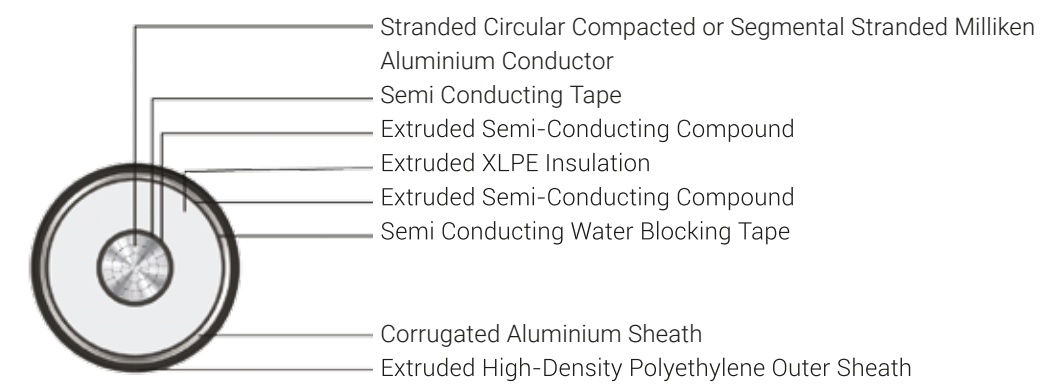 Stranded Circular Compacted or Segmental Stranded Milliken
Aluminium Conductor
Semi Conducting Tape
Extruded Semi-Conducting Compound
Extruded XLPE Insulation
Extruded Semi-Conducting Compound
Semi Conducting Water Blocking Tape
Corrugated Aluminium Sheath
Extruded High-Density Polyethylene Outer Sheath